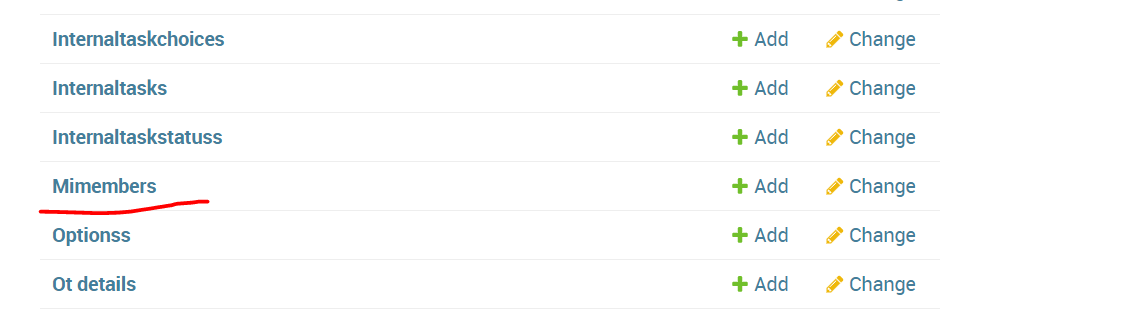 Internaltaskchoices Add Change
Internaltasks Add Change
Internaltaskstatuss Add Change
Mimembers Add Change
Optionss Add Change
Ot details Add Change